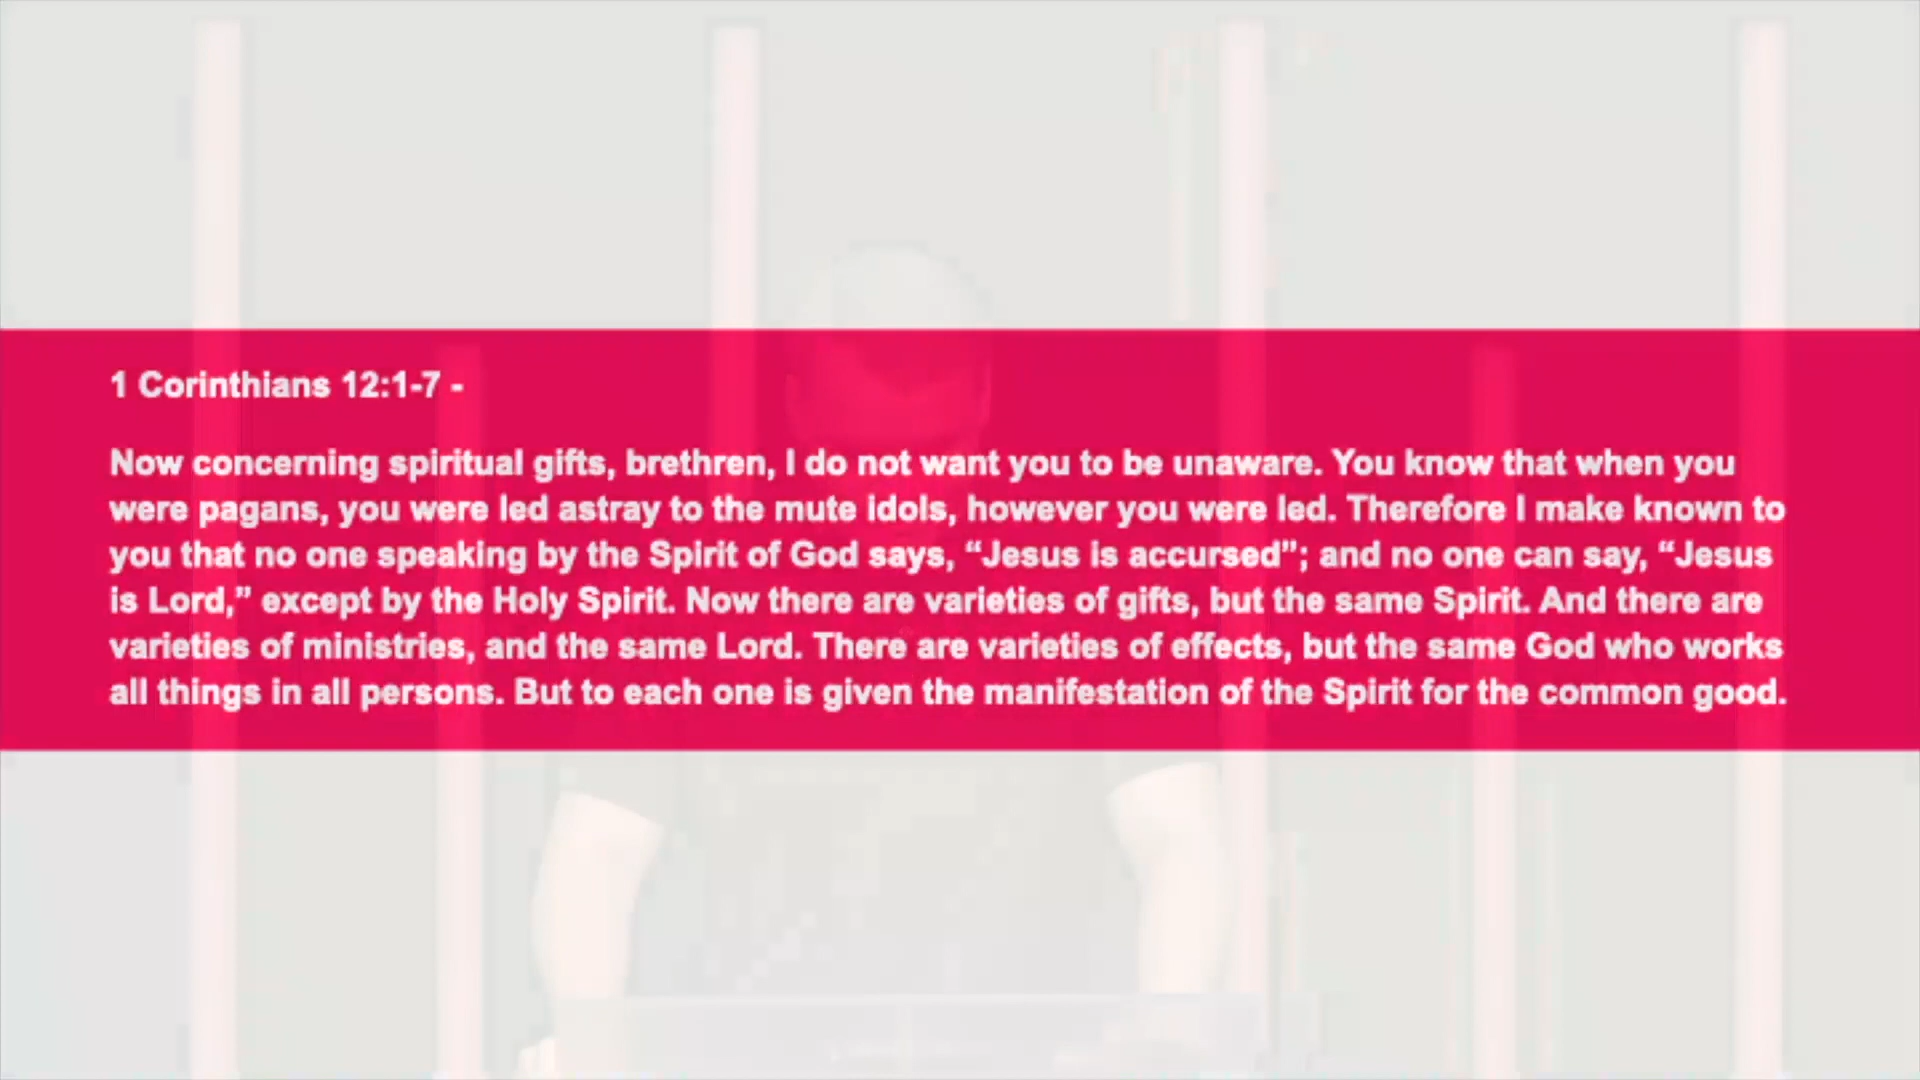 1 Corinthians 12:1-7 -
Now concerning spiritual gifts, brethren, I do not want you to be unaware. You know that when you
were pagans, you were led astray to the mute idols, however you were led. Therefore I make known to
you that no one speaking by the Spirit of God says, “Jesus is accursed”; and no one can say, “Jesus
is Lord,” except by the Holy Spirit. Now there are varieties of gifts, but the same Spirit. And there are
varieties of ministries, and the same Lord. There are varieties of effects, but the same God who works
all things in all persons. But to each one is given the manifestation of the Spirit for the common good.